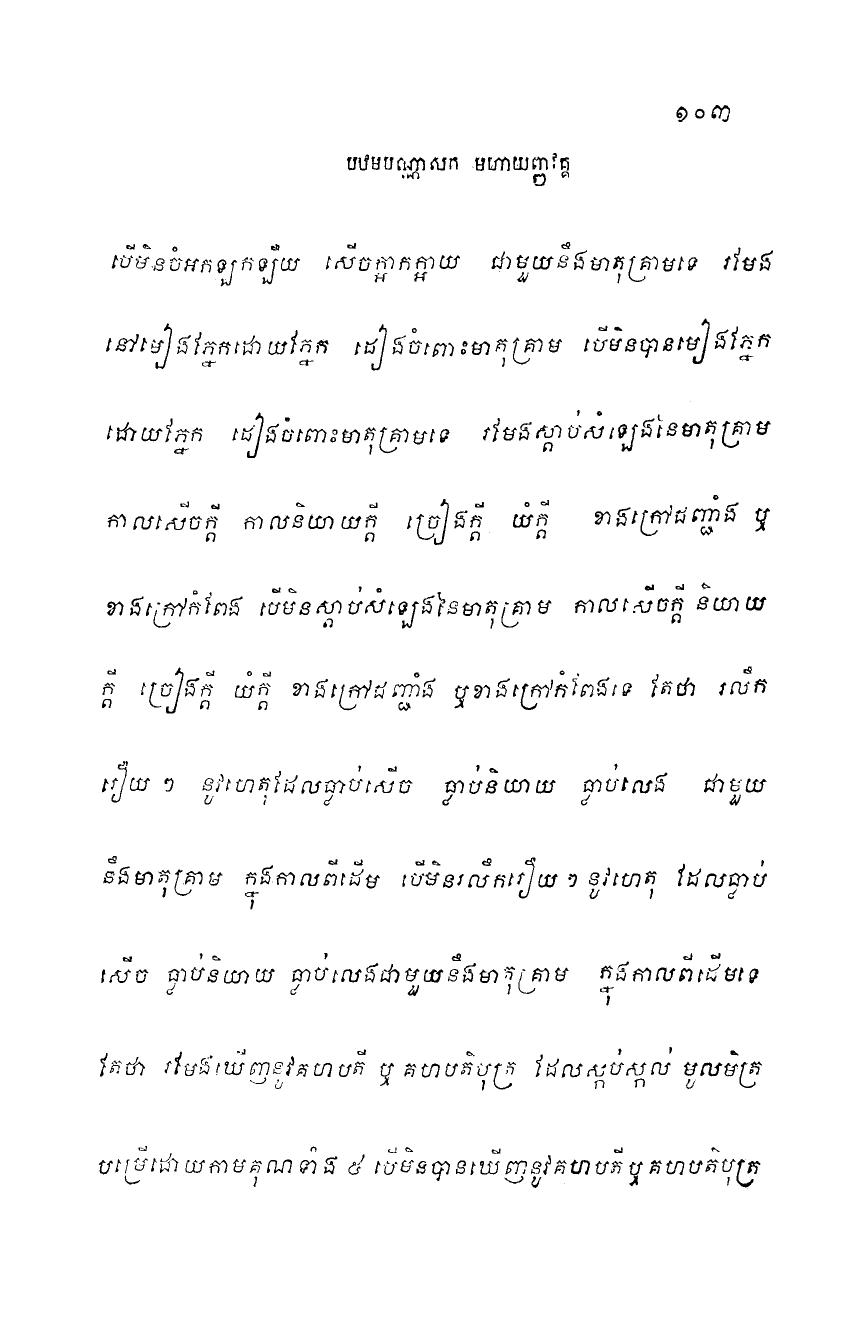 ១០៣
បឋមបណ្ណាសក មហាយញ្ញវគ្គ
បើមិនចំអកឡកឡឺយ សើចក្អាកក្អាយ ជាមួយនឹងមាតុគ្រាមទេ រមែង
នៅមៀងភ្នែកដោយភ្នែក ដៀងចំពោះមាតុគ្រាម បើមិនបានមៀងភ្នែក
ដោយភ្នែក ដៀងចំពោះមាតុគ្រាមទេ រមែងស្តាប់សំឡេងនៃមាតុគ្រាម
កាលសើចក្តី កាលនិយាយក្តី ច្រៀងក្តី យំក្តី ខាងក្រៅជញ្ជាំង ឬ
ខាងក្រៅកំពែង បើមិនស្តាប់សំឡេងនៃមាតុគ្រាម កាលសើចក្តី និយាយ
ក្តី ច្រៀងក្តី យំក្តី ខាងក្រៅជញ្ជាំង ឬខាងក្រៅកំពែងទេ តែថា រលឹក
រឿយ ៗ នូវហេតុដែលធ្លាប់សើច ធ្លាប់និយាយ ធ្លាប់លេង ជាមួយ
នឹងមាតុគ្រាម ក្នុងកាលពីដើម បើមិនរលឹករឿយ ៗ នូវហេតុ ដែលធ្លាប់
សើច ធ្លាប់និយាយ ធ្លាប់លេងជាមួយនឹងមាតុគ្រាម ក្នុងកាលពីដើមទេ
តែថា រមែងឃើញនូវគហបតី ឬ គហបតិបុត្រ ដែលស្កប់ស្កល់ មូលមិត្រ
បម្រើដោយកាមគុណទាំង ៥ បើមិនបានឃើញនូវគហបតី ឬ គហបតិបុត្រ